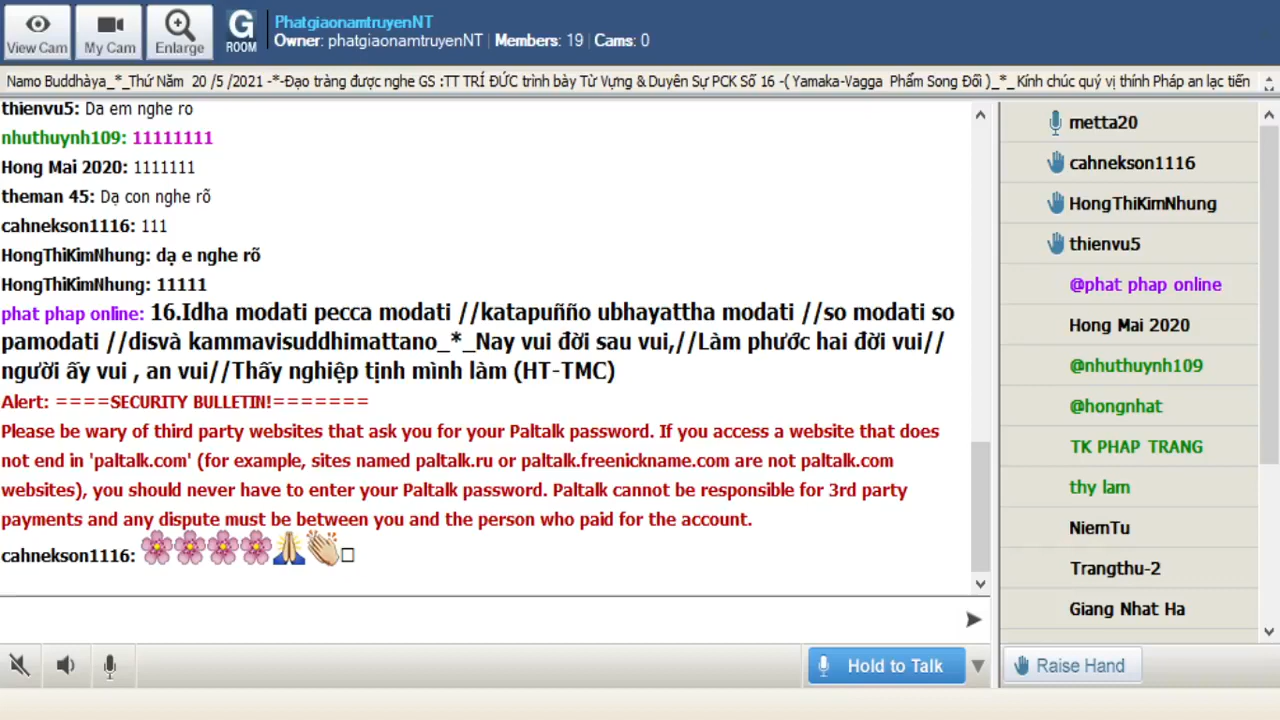 View Cam
My Cam
Enlarge
G
ROOM
PhatgiaonamtruyenNT
Owner: phatgiaonamtruyenNT | Members: 19 | Cams: 0
Namo Buddhàya_*_Thứ Năm 20 /5 /2021 -*-Đạo tràng được nghe GS :TT TRÍ ĐỨC trình bày Từ Vựng & Duyên Sự PCK Số 16 -( Yamaka-Vagga Phẩm Song Đối )_*_ Kính chúc quý vị thính Pháp an lạc tiến
thienvu5: Da em nghe ro
nhuthuynh109: 11111111
Hong Mai 2020: 1111111
theman 45: Dạ con nghe rõ
cahnekson1116: 111
HongThiKimNhung: dạ e nghe rõ
HongThiKimNhung: 11111
phat phap online: 16.Idha modati pecca modati //katapuñño ubhayattha modati //so modati so
pamodati //disvà kammavisuddhimattano_*_Nay vui đời sau vui,//Làm phước hai đời vui//
người ấy vui , an vui//Thấy nghiệp tịnh mình làm (HT-TMC)
Alert: ====SECURITY BULLETIN!=======
Please be wary of third party websites that ask you for your Paltalk password. If you access a website that does
not end in 'paltalk.com' (for example, sites named paltalk.ru or paltalk.freenickname.com are not paltalk.com
websites), you should never have to enter your Paltalk password. Paltalk cannot be responsible for 3rd party
payments and any dispute must be between you and the person who paid for the account.
cahnekson1116: 🌸🌸🌸🌸🙏👏□
metta20
cahnekson1116
HongThiKimNhung
thienvu5
@phat phap online
Hong Mai 2020
@nhuthuynh109
@hongnhat
TK PHAP TRANG
thy lam
NiemTu
Trangthu-2
Giang Nhat Ha
Hold to Talk
Raise Hand